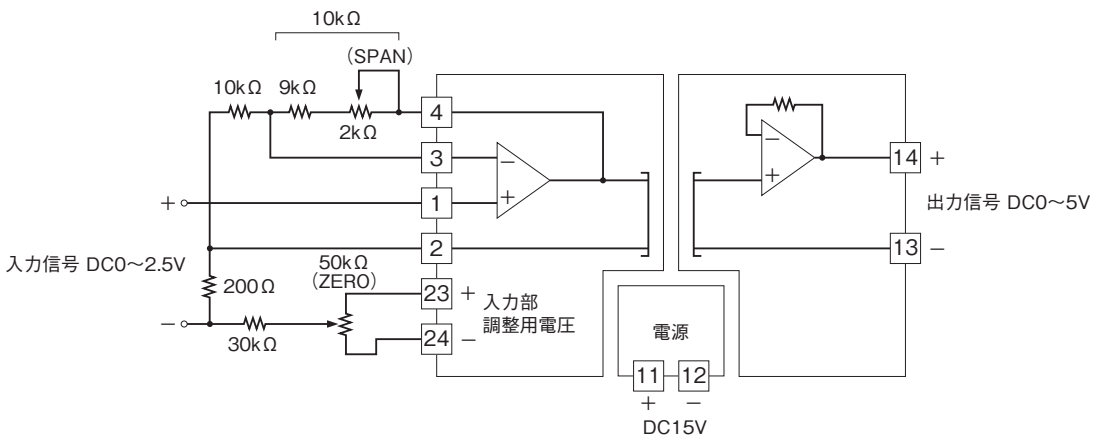 10kΩ
(SPAN)
10kΩ
9kΩ
2kΩ
4
3
1
2
−
+
+
入力信号 DC0～2.5V
−
200Ω
30kΩ
50kΩ
(ZERO)
23
+
24
−
入力部
調整用電圧
−
+
14
+
出力信号 DC0～5V
13
−
電源
11
12
+
−
DC15V